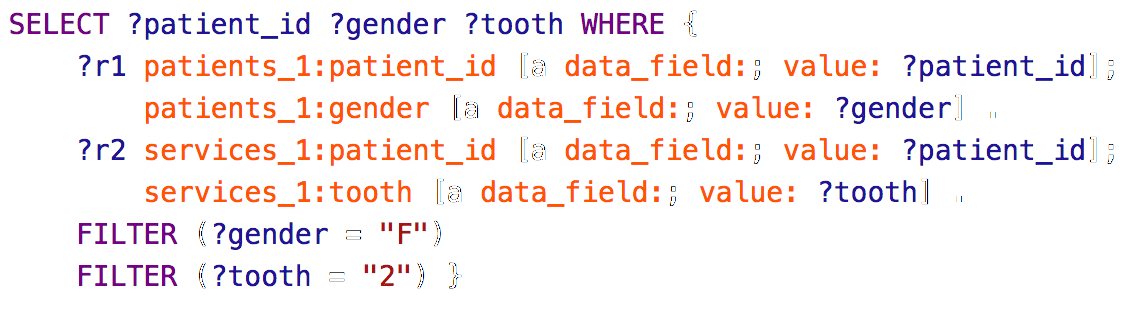 SELECT ?patient_id ?gender ?tooth WHERE {
?r1 patients_1:patient_id [a data_field:; value: ?patient_id];
patients_1:gender [a data_field:; value: ?gender] .
?r2 services_1:patient_id [a data_field:; value: ?patient_id];
services_1:tooth [a data_field:; value: ?tooth] .
FILTER (?gender = "F")
FILTER (?tooth = "2") }